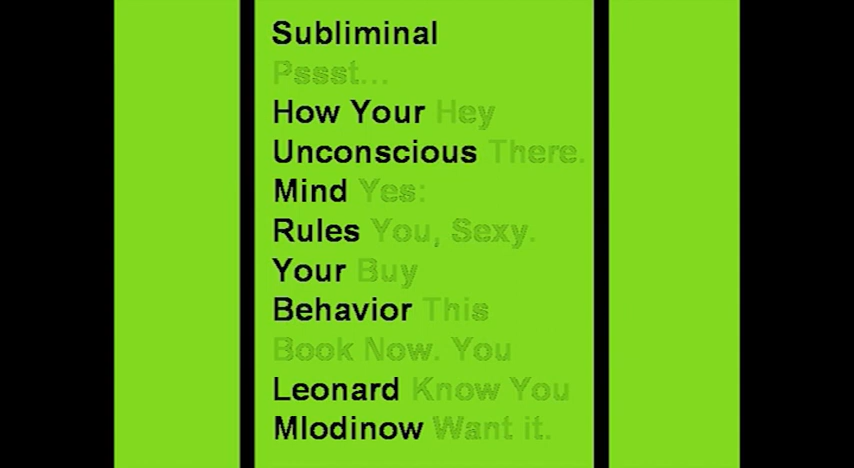 Subliminal
Pssst...
How Your Hey
Unconscious There.
Mind Yes:
Rules You, Sexy.
Your Buy
Behavior This
Book Now. You
Leonard Know You
Mlodinow Want it.